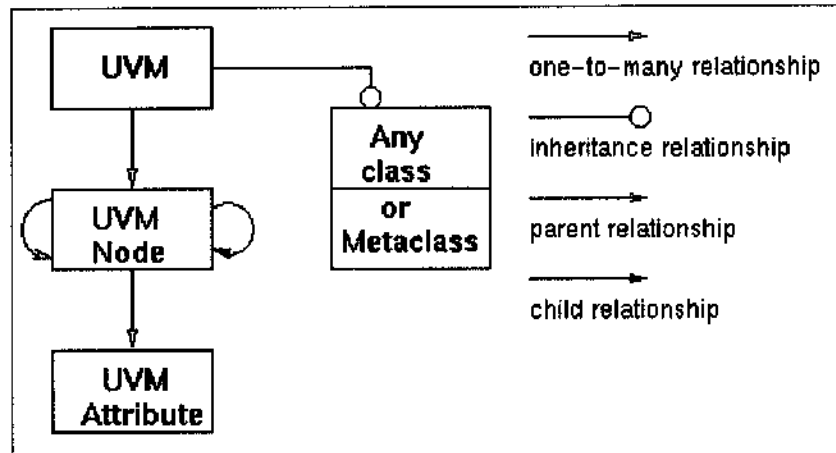 UVM
Any
class
or
Metaclass
UVM
Node
UVM
Attribute
one-to-many relationship
inheritance relationship
parent relationship
child relationship